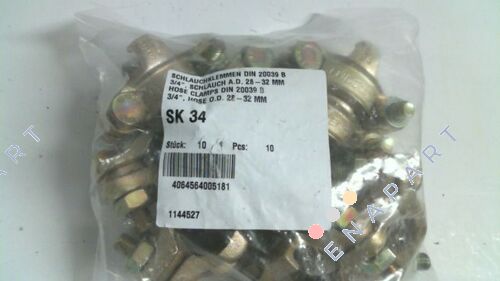 SCHLAUCHKLEMMEN DIN 20039 B
3/4", SCHLAUCH A.D. 28-32 MM
HOSE CLAMPS DIN 20039 B
3/4", HOSE O.D. 28-32 MM
SK 34
Stück: 10 Pcs: 10
4064564005181
1144527
ENAPART
ENAPART